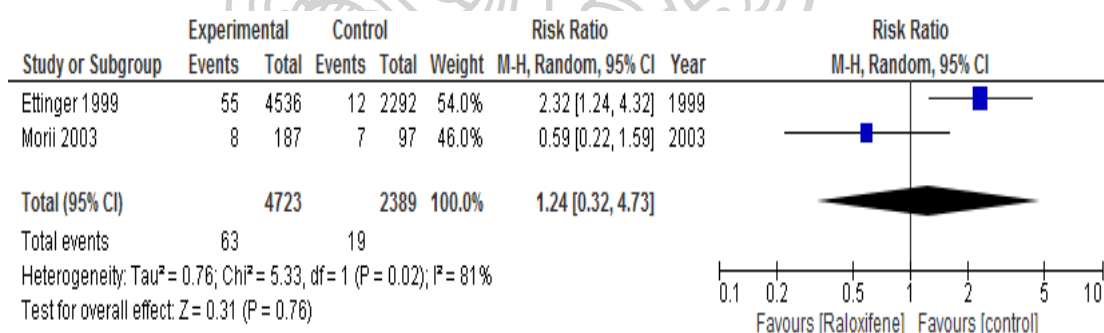 Experimental Control Risk Ratio Risk Ratio
Study or Subgroup Events Total Events Total Weight M-H, Random, 95% CI Year M-H, Random, 95% CI
Ettinger 1999 55 4536 12 2292 54.0% 2.32 [1.24, 4.32] 1999
Morii 2003 8 187 7 97 46.0% 0.59 [0.22, 1.59] 2003
Total (95% CI) 4723 2389 100.0% 1.24 [0.32, 4.73]
Total events 63 19
Heterogeneity: Tau² = 0.76; Chi² = 5.33, df = 1 (P = 0.02); I² = 81%
Test for overall effect: Z = 0.31 (P = 0.76)
0.1 0.2 0.5 1 2 5 10
Favours [Raloxifene] Favours [control]